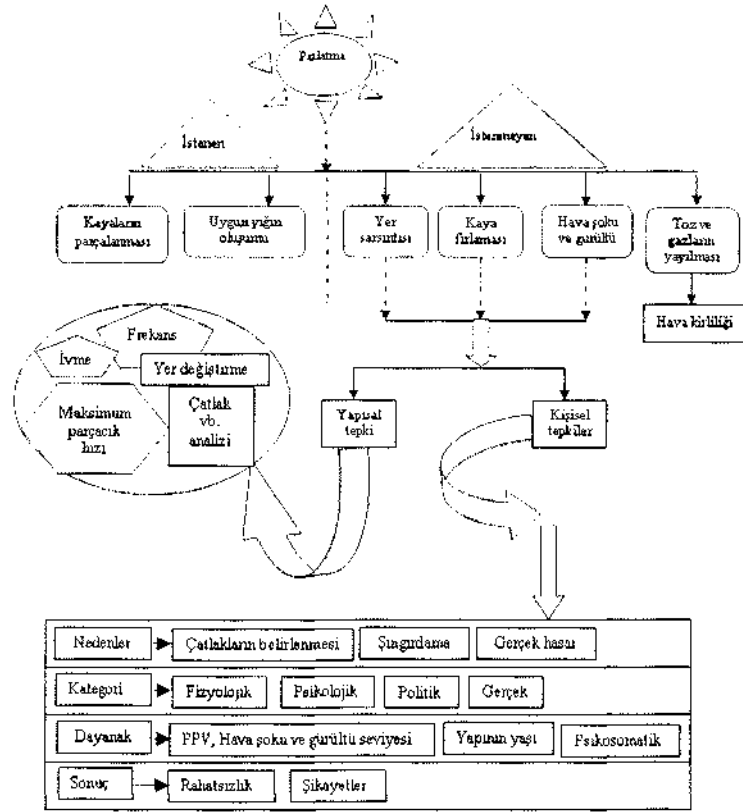 Patlatma
İstenen
İstenmeyen
Kayaların
parçalanması
Uygun yığın
oluşumu
Yer
sarsıntısı
Kaya
fırlaması
Hava şoku
ve gürültü
Toz ve
gazların
yayılması
Hava kirliliği
Frekans
İvme
Yer değiştirme
Maksimum
parçacık
hızı
Çatlak
vb.
analizi
Yapısal
tepki
Kişisel
tepkiler
Nedenler
Çatlakların belirlenmesi
Şıngırdama
Gerçek hasar
Kategori
Fizyolojik
Psikolojik
Politik
Gerçek
Dayanak
PPV, Hava şoku ve gürültü seviyesi
Yapının yaşı
Psikosomatik
Sonuç
Rahatsızlık
Şikayetler